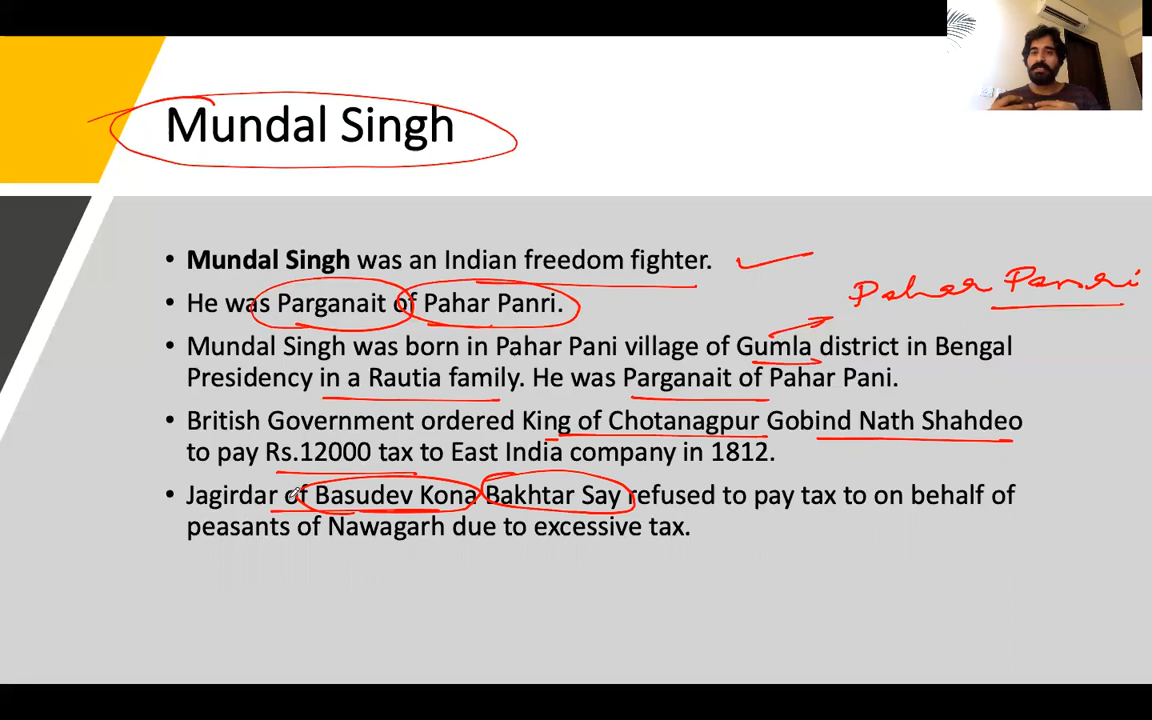 Mundal Singh
• Mundal Singh was an Indian freedom fighter.
• He was Parganait of Pahar Panri.
Pahar Panri
• Mundal Singh was born in Pahar Pani village of Gumla district in Bengal
Presidency in a Rautia family. He was Parganait of Pahar Pani.
• British Government ordered King of Chotanagpur Gobind Nath Shahdeo
to pay Rs.12000 tax to East India company in 1812.
• Jagirdar of Basudev Kona Bakhtar Say refused to pay tax to on behalf of
peasants of Nawagarh due to excessive tax.